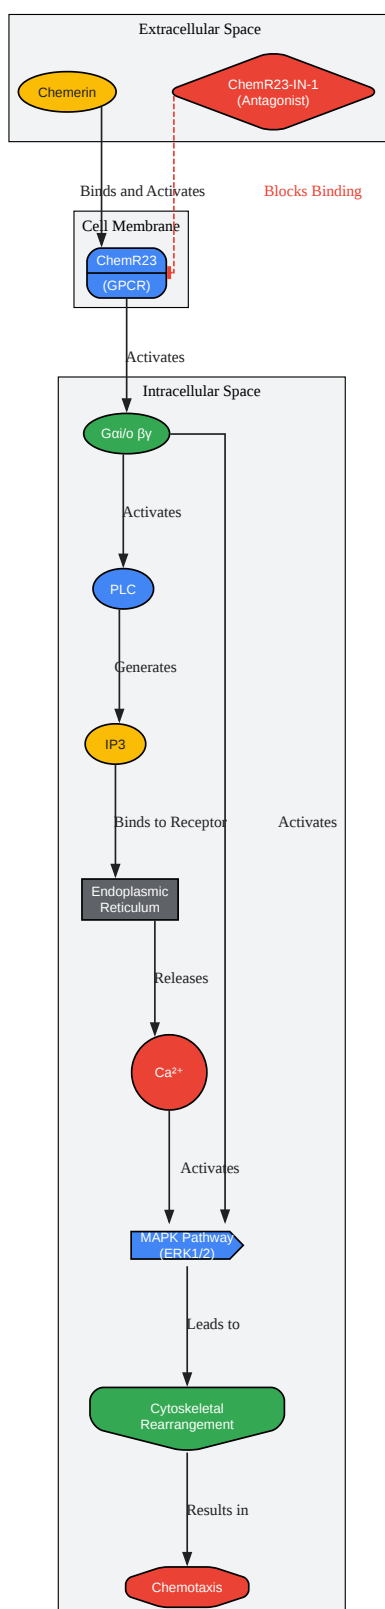 Extracellular Space
Chemerin
ChemR23-IN-1
(Antagonist)
Binds and Activates
Blocks Binding
Cell Membrane
ChemR23
(GPCR)
Activates
Intracellular Space
Gαi/o βγ
Activates
PLC
Generates
IP3
Binds to Receptor
Activates
Endoplasmic
Reticulum
Releases
Ca²⁺
Activates
MAPK Pathway
(ERK1/2)
Leads to
Cytoskeletal
Rearrangement
Results in
Chemotaxis